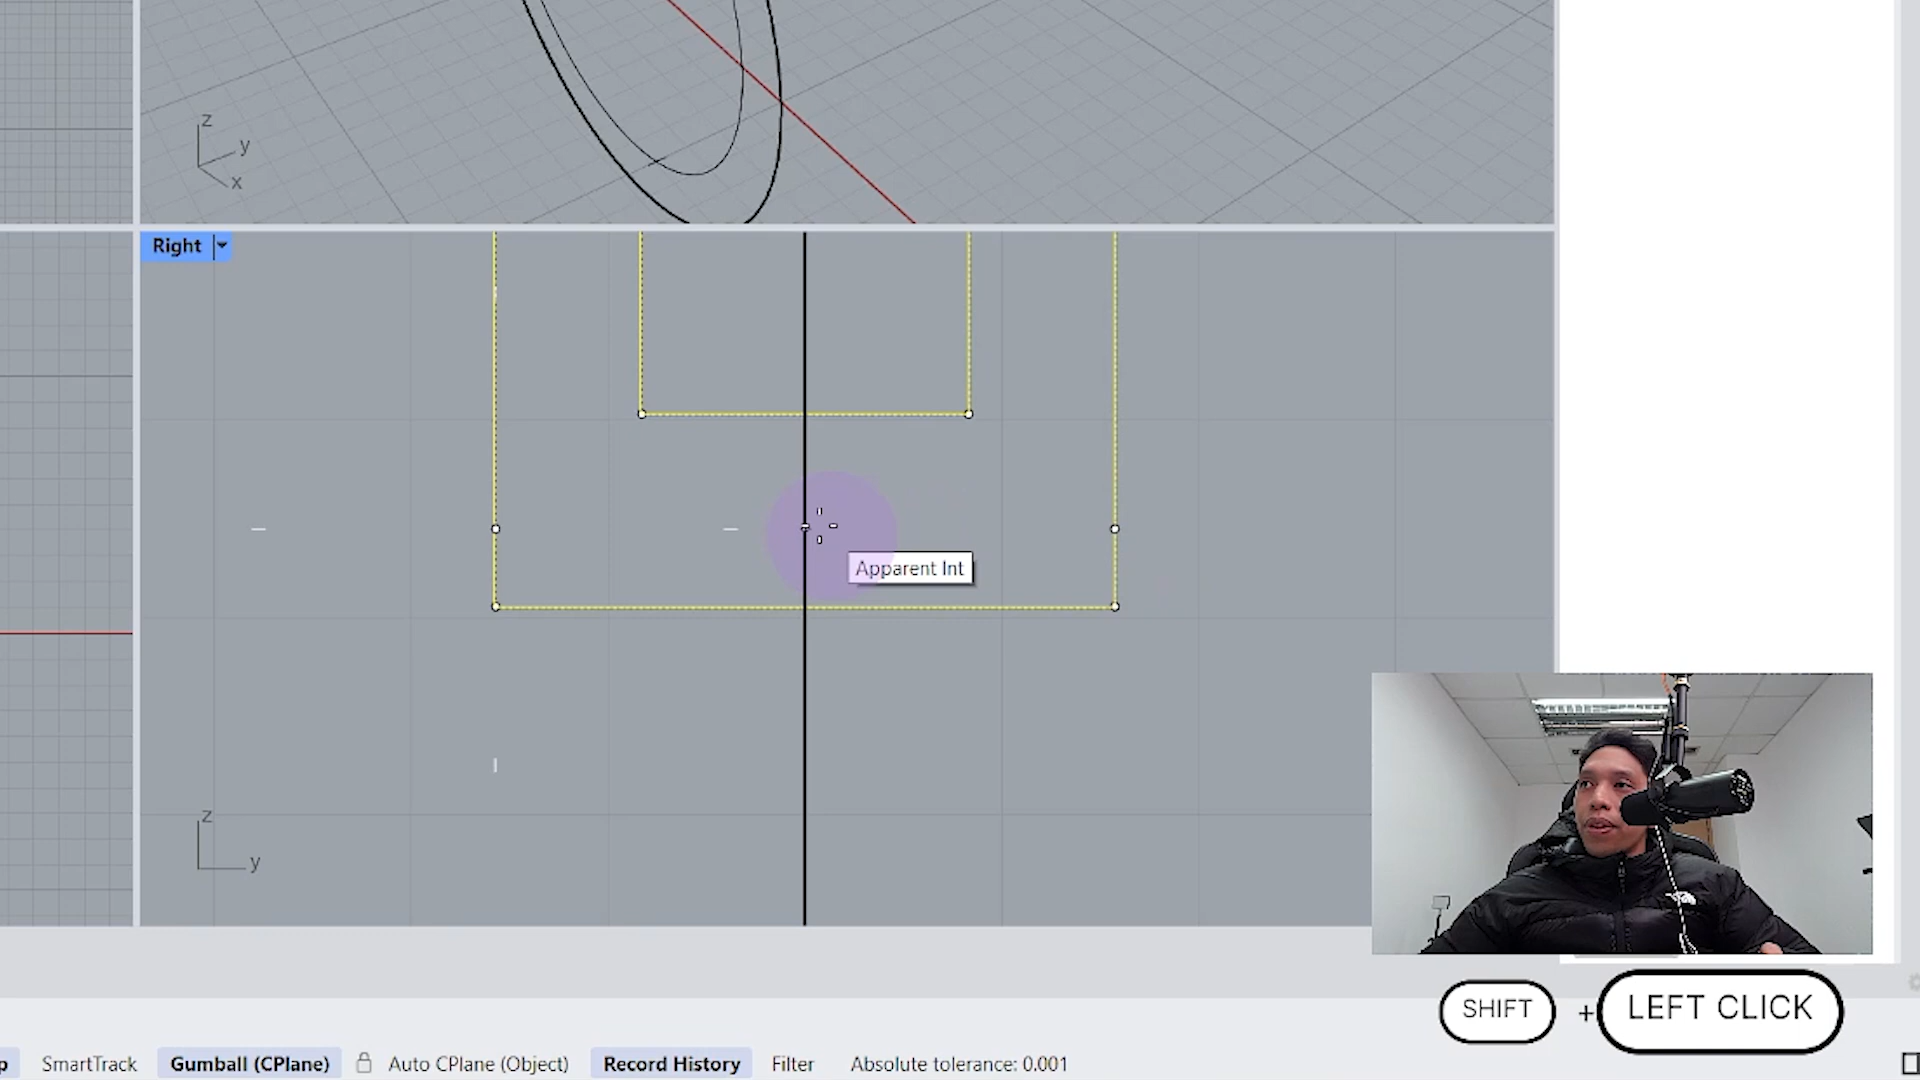 z
y
x
Right
Apparent Int
z
y
SHIFT + LEFT CLICK
p SmartTrack Gumball (CPlane) Auto CPlane (Object) Record History Filter Absolute tolerance: 0.001